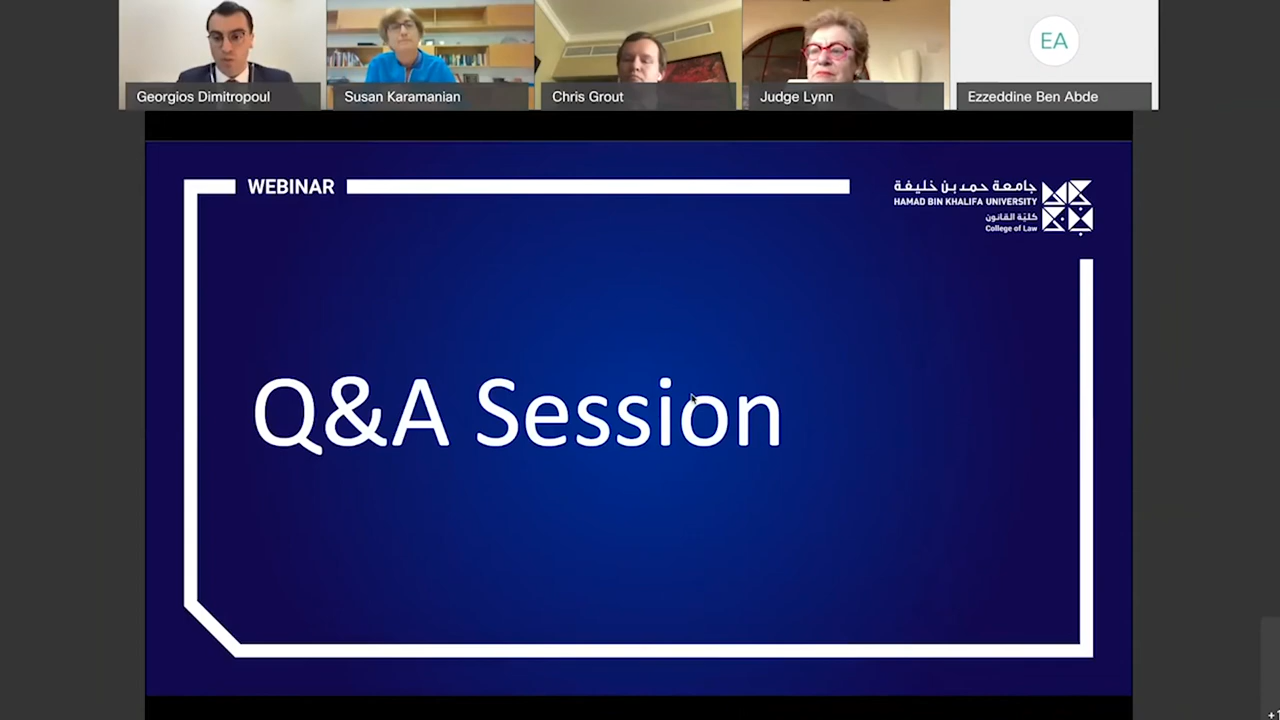 Georgios Dimitropoul
Susan Karamanian
Chris Grout
Judge Lynn
EA
Ezzeddine Ben Abde
WEBINAR
جامعة حمد بن خليفة
HAMAD BIN KHALIFA UNIVERSITY
كلية القانون
College of Law
Q&A Session